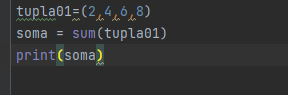 tupla01=(2,4,6,8)
soma = sum(tupla01)
print(soma)